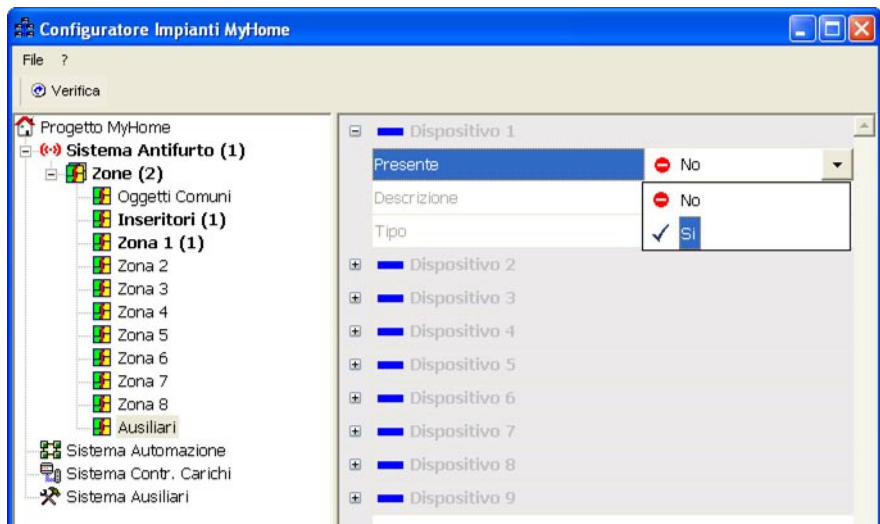 Configuratore Impianti MyHome
File ?
Verifica
Progetto MyHome
Sistema Antifurto (1)
Zone (2)
Oggetti Comuni
Inseritori (1)
Zona 1 (1)
Zona 2
Zona 3
Zona 4
Zona 5
Zona 6
Zona 7
Zona 8
Ausiliari
Sistema Automazione
Sistema Contr. Carichi
Sistema Ausiliari
Dispositivo 1
Presente No
Descrizione No
Tipo Si
Dispositivo 2
Dispositivo 3
Dispositivo 4
Dispositivo 5
Dispositivo 6
Dispositivo 7
Dispositivo 8
Dispositivo 9